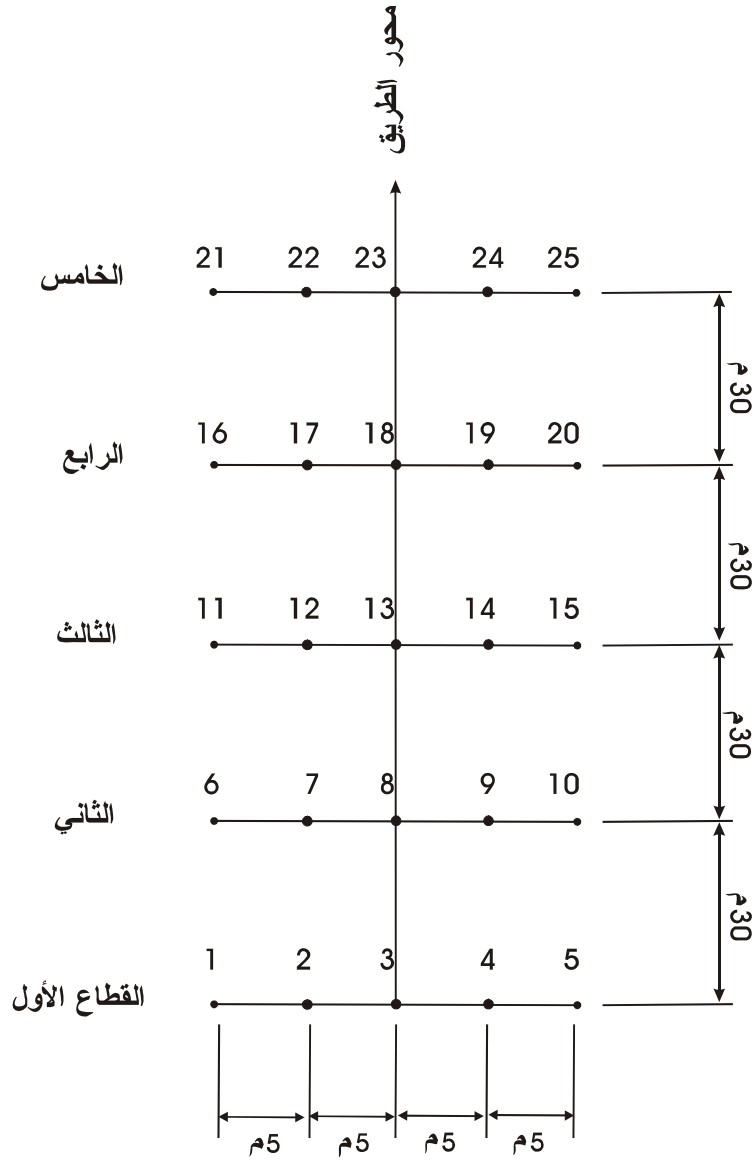 محور الطريق
الخامس
21 22 23 24 25
30م
الرابع
16 17 18 19 20
30م
الثالث
11 12 13 14 15
30م
الثاني
6 7 8 9 10
30م
القطاع الأول
1 2 3 4 5
5م 5م 5م 5م